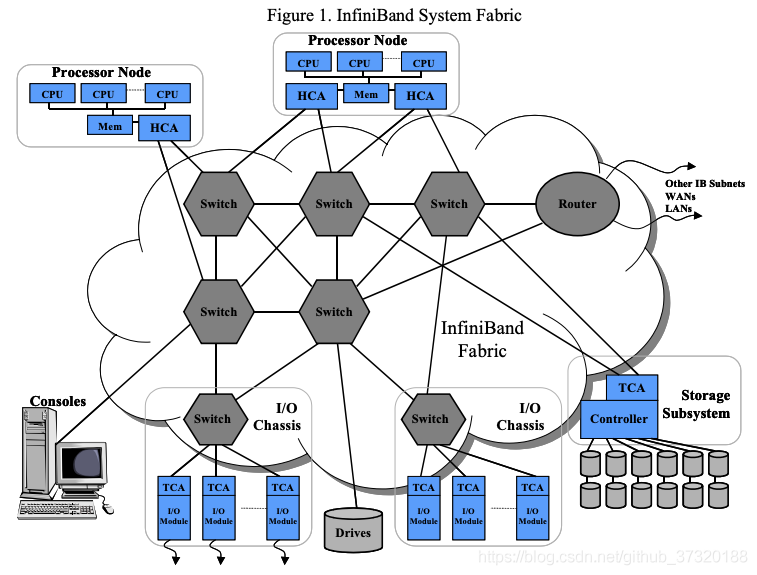 Figure 1. InfiniBand System Fabric
Processor Node
CPU CPU CPU
HCA Mem HCA
Processor Node
CPU CPU CPU
Mem HCA
Switch Switch Switch Router
Other IB Subnets
WANs
LANs
Switch Switch
InfiniBand
Fabric
Consoles
Switch
I/O
Chassis
Switch
I/O
Chassis
TCA
Controller
Storage
Subsystem
TCA TCA TCA
I/O I/O I/O
Module Module Module
Drives
TCA TCA TCA
I/O I/O I/O
Module Module Module
https://blog.csdn.net/github_37320188